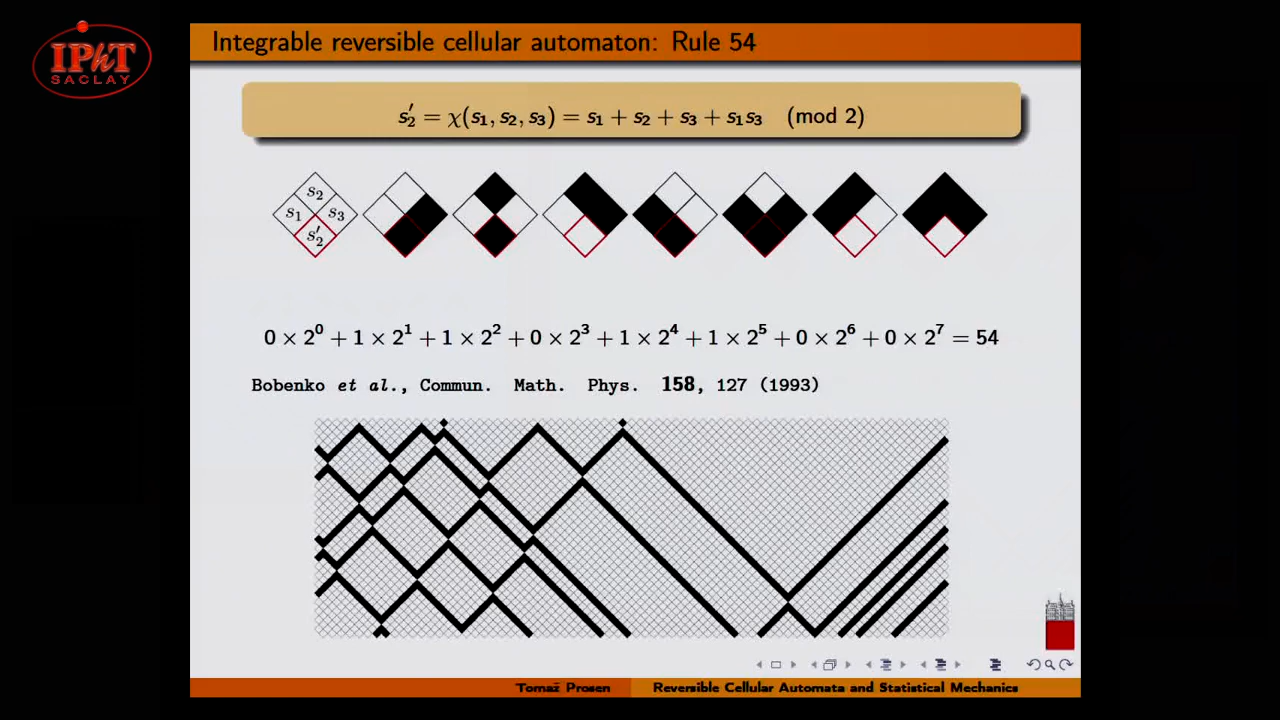 IPhT
SACLAY
Integrable reversible cellular automaton: Rule 54
s₂′ = χ(s₁, s₂, s₃) = s₁ + s₂ + s₃ + s₁s₃ (mod 2)
s₂
s₁ s₃
s₂′
0 × 2⁰ + 1 × 2¹ + 1 × 2² + 0 × 2³ + 1 × 2⁴ + 1 × 2⁵ + 0 × 2⁶ + 0 × 2⁷ = 54
Bobenko et al., Commun. Math. Phys. 158, 127 (1993)
Tomaž Prosen Reversible Cellular Automata and Statistical Mechanics